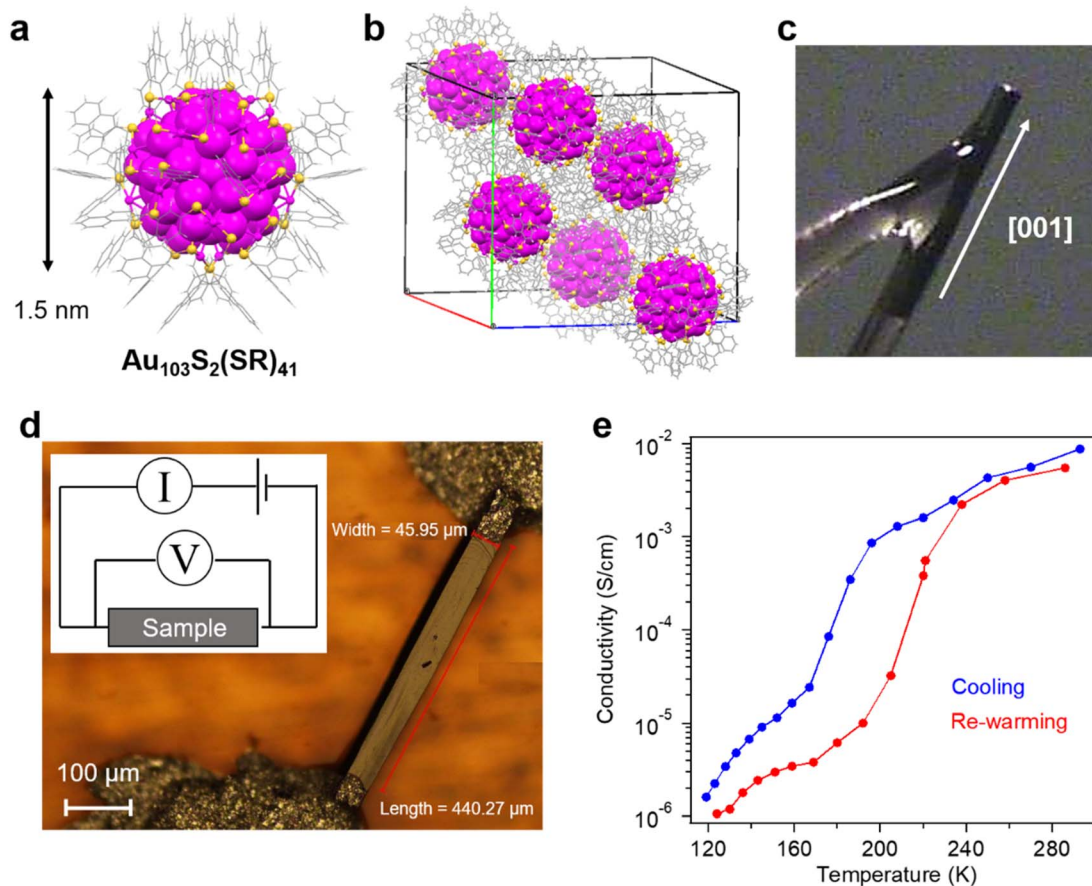 a
1.5 nm
Au₁₀₃S₂(SR)₄₁
b
c
[001]
d
I
V
Sample
Width = 45.95 µm
Length = 440.27 µm
100 µm
e
Conductivity (S/cm)
10⁻²
10⁻³
10⁻⁴
10⁻⁵
10⁻⁶
Cooling
Re-warming
120 160 200 240 280
Temperature (K)